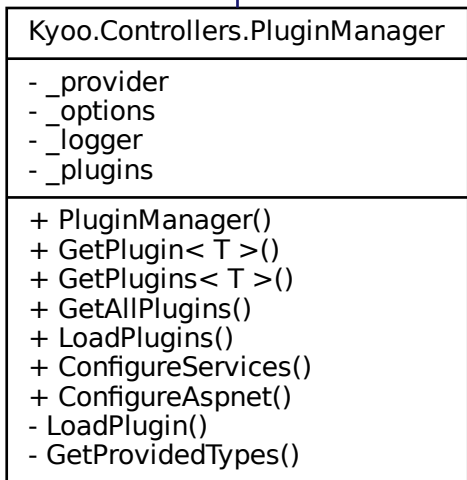 Kyoo.Controllers.PluginManager
- _provider
- _options
- _logger
- _plugins
+ PluginManager()
+ GetPlugin< T >()
+ GetPlugins< T >()
+ GetAllPlugins()
+ LoadPlugins()
+ ConfigureServices()
+ ConfigureAspnet()
- LoadPlugin()
- GetProvidedTypes()